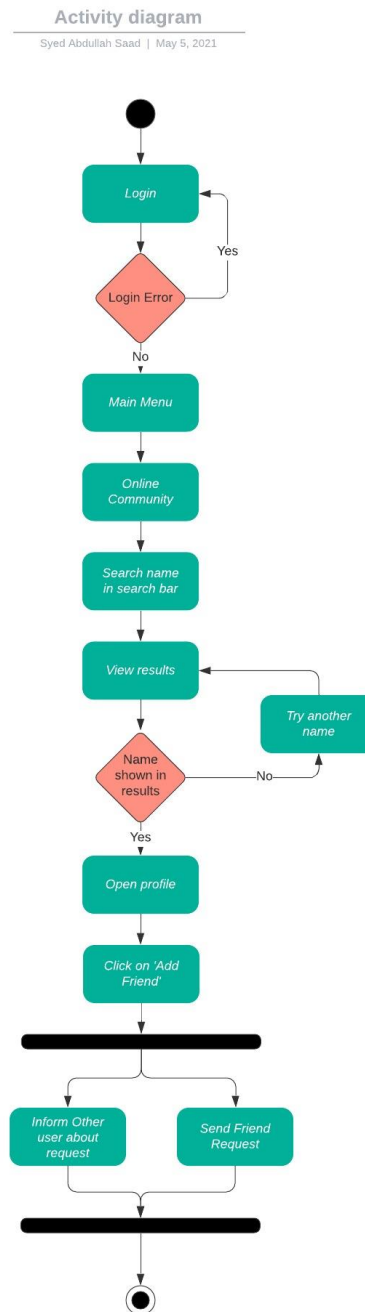 Activity diagram
Syed Abdullah Saad | May 5, 2021
Login
Yes
Login Error
No
Main Menu
Online
Community
Search name
in search bar
View results
Try another
name
Name
shown in
results
No
Yes
Open profile
Click on 'Add
Friend'
Inform Other
user about
request
Send Friend
Request